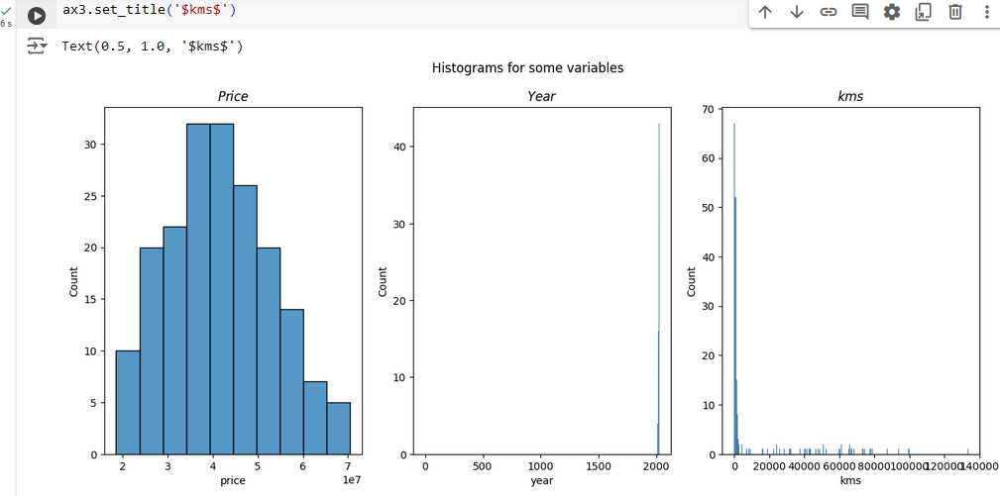 ax3.set_title('$kms$')
6 s
Text(0.5, 1.0, '$kms$')
Histograms for some variables
Price
Year
kms
30
25
20
15
10
5
0
Count
2 3 4 5 6 7
1e7
price
40
30
20
10
0
Count
0 500 1000 1500 2000
year
70
60
50
40
30
20
10
0
Count
0 20000 40000 60000 80000 100000 120000 140000
kms